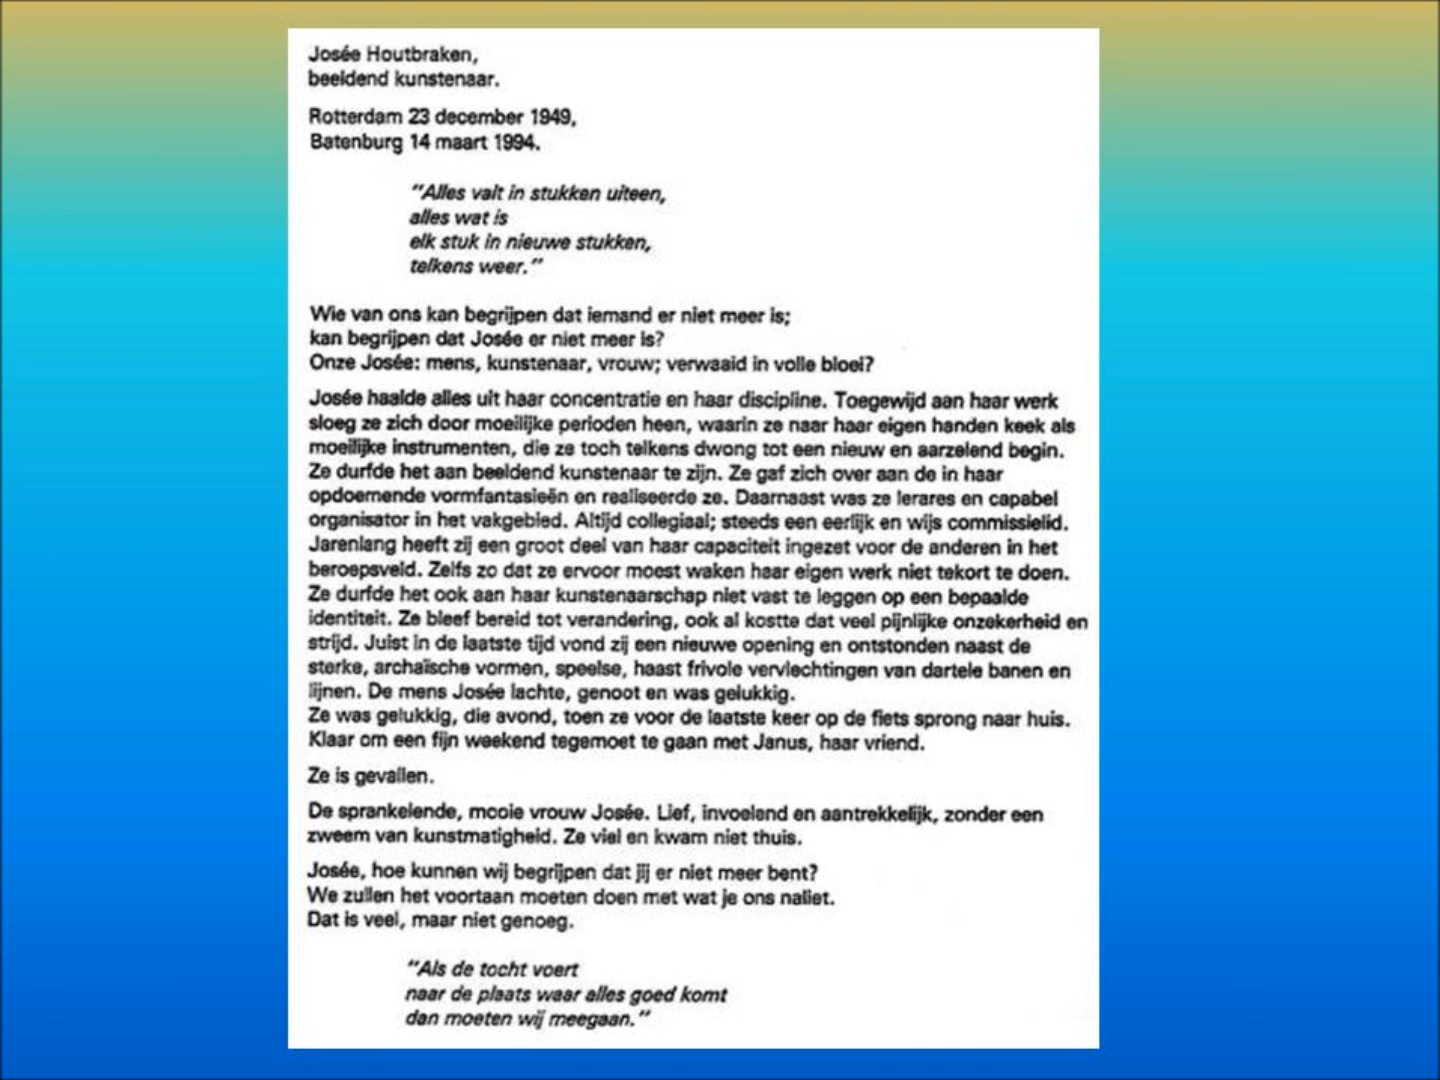 Josée Houtbraken,
beeldend kunstenaar.
Rotterdam 23 december 1949,
Batenburg 14 maart 1994.
"Alles valt in stukken uiteen,
alles wat is
elk stuk in nieuwe stukken,
telkens weer."
Wie van ons kan begrijpen dat iemand er niet meer is;
kan begrijpen dat Josée er niet meer is?
Onze Josée: mens, kunstenaar, vrouw; verwaaid in volle bloei?
Josée haalde alles uit haar concentratie en haar discipline. Toegewijd aan haar werk
sloeg ze zich door moeilijke perioden heen, waarin ze naar haar eigen handen keek als
moeilijke instrumenten, die ze toch telkens dwong tot een nieuw en aarzelend begin.
Ze durfde het aan beeldend kunstenaar te zijn. Ze gaf zich over aan de in haar
opdoemende vormfantasieën en realiseerde ze. Daarnaast was ze lerares en capabel
organisator in het vakgebied. Altijd collegiaal; steeds een eerlijk en wijs commissielid.
Jarenlang heeft zij een groot deel van haar capaciteit ingezet voor de anderen in het
beroepsveld. Zelfs zo dat ze ervoor moest waken haar eigen werk niet tekort te doen.
Ze durfde het ook aan haar kunstenaarschap niet vast te leggen op een bepaalde
identiteit. Ze bleef bereid tot verandering, ook al kostte dat veel pijnlijke onzekerheid en
strijd. Juist in de laatste tijd vond zij een nieuwe opening en ontstonden naast de
sterke, archaïsche vormen, speelse, haast frivole vervlechtingen van dartele banen en
lijnen. De mens Josée lachte, genoot en was gelukkig.
Ze was gelukkig, die avond, toen ze voor de laatste keer op de fiets sprong naar huis.
Klaar om een fijn weekend tegemoet te gaan met Janus, haar vriend.
Ze is gevallen.
De sprankelende, mooie vrouw Josée. Lief, invoelend en aantrekkelijk, zonder een
zweem van kunstmatigheid. Ze viel en kwam niet thuis.
Josée, hoe kunnen wij begrijpen dat jij er niet meer bent?
We zullen het voortaan moeten doen met wat je ons naliet.
Dat is veel, maar niet genoeg.
"Als de tocht voert
naar de plaats waar alles goed komt
dan moeten wij meegaan."